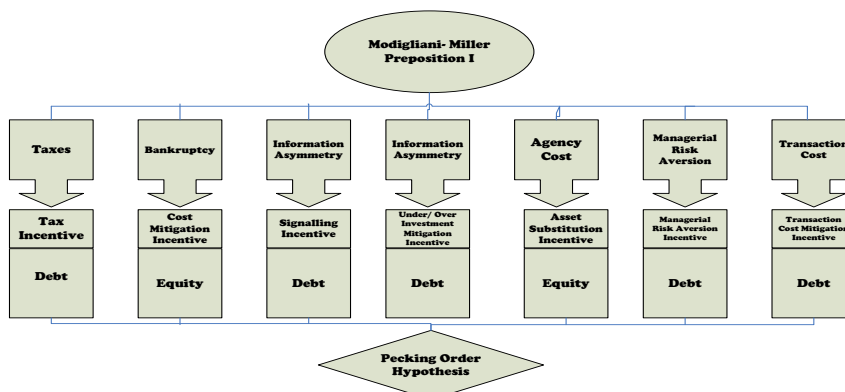 Modigliani- Miller
Preposition I
Taxes
Bankruptcy
Information
Asymmetry
Information
Asymmetry
Agency
Cost
Managerial
Risk
Aversion
Transaction
Cost
Tax
Incentive
Cost
Mitigation
Incentive
Signalling
Incentive
Under/ Over
Investment
Mitigation
Incentive
Asset
Substitution
Incentive
Managerial
Risk Aversion
Incentive
Transaction
Cost Mitigation
Incentive
Debt
Equity
Debt
Debt
Equity
Debt
Debt
Pecking Order
Hypothesis